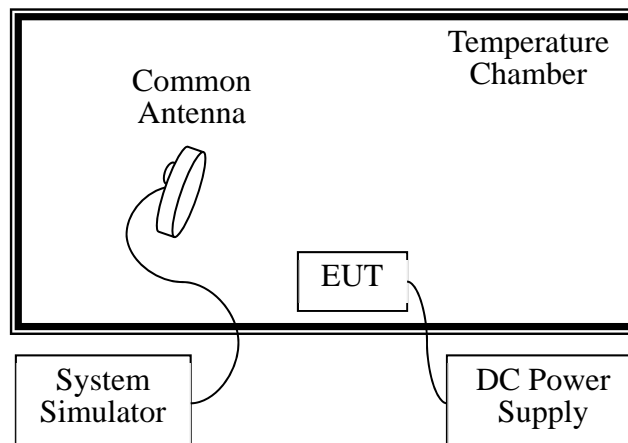 Temperature
Chamber
Common
Antenna
EUT
System
Simulator
DC Power
Supply